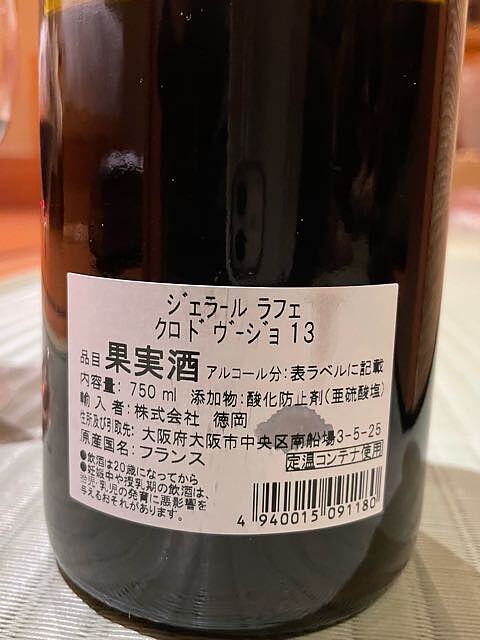 ジェラール ラフェ
クロ ド ヴージョ 13
品目 果実酒 アルコール分:表ラベルに記載
内容量: 750 ml 添加物:酸化防止剤(亜硫酸塩)
輸入者:株式会社 徳岡
住所及び引取先: 大阪府大阪市中央区南船場3-5-25
原産国名:フランス 定温コンテナ使用
●飲酒は20歳になってから
●妊娠中や授乳期の飲酒は、
胎児・乳児の発育に悪影響を
与えるおそれがあります。
4 940015 091180